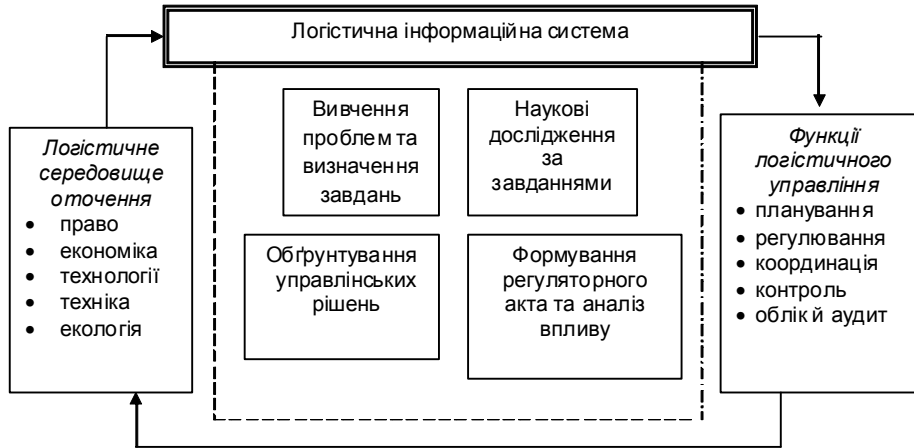 Логістична інформаційна система
Логістичне
середовище
оточення
• право
• економіка
• технології
• техніка
• екологія
Вивчення
проблем та
визначення
завдань
Наукові
дослідження
за
завданнями
Обґрунтування
управлінських
рішень
Формування
регуляторного
акта та аналіз
впливу
Функції
логістичного
управління
• планування
• регулювання
• координація
• контроль
• облік й аудит